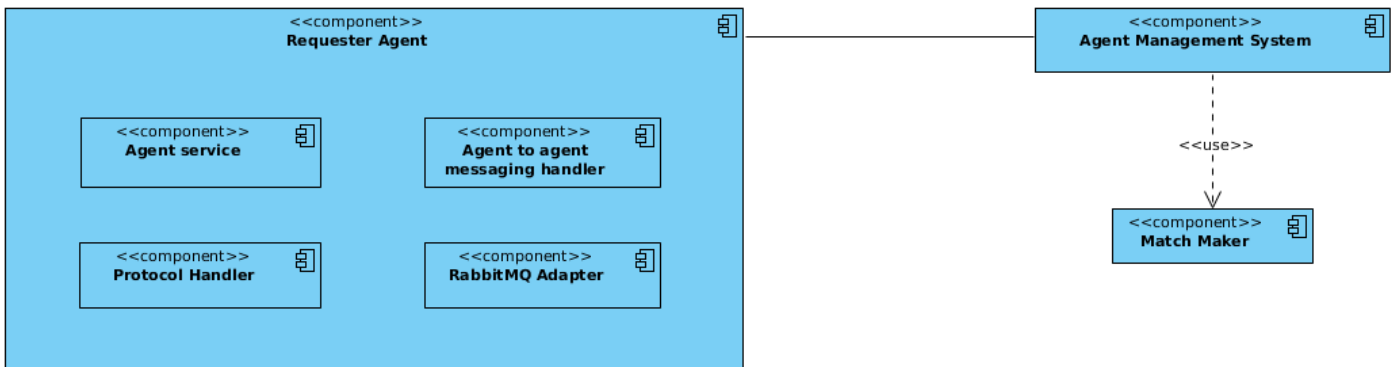 <<component>>
Requester Agent
<<component>>
Agent Management System
<<component>>
Agent service
<<component>>
Agent to agent
messaging handler
<<use>>
<<component>>
Match Maker
<<component>>
Protocol Handler
<<component>>
RabbitMQ Adapter